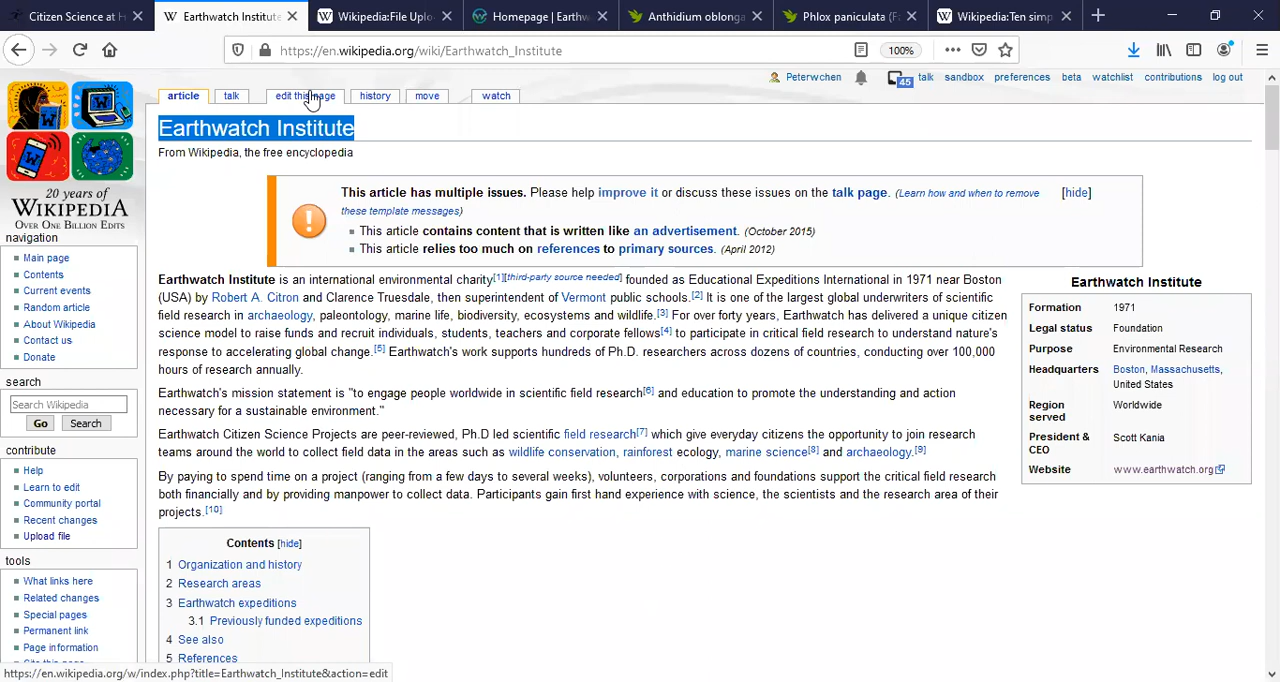 Citizen Science at H
Earthwatch Institute
Wikipedia:File Uplo
Homepage | Earthw
Anthidium oblonga
Phlox paniculata (F
Wikipedia:Ten simp
https://en.wikipedia.org/wiki/Earthwatch_Institute
100%
Peterwchen 45 talk sandbox preferences beta watchlist contributions log out
article talk edit this page history move watch
Earthwatch Institute
From Wikipedia, the free encyclopedia
20 years of
WIKIPEDIA
OVER ONE BILLION EDITS
navigation
Main page
Contents
Current events
Random article
About Wikipedia
Contact us
Donate
search
Search Wikipedia
Go Search
contribute
Help
Learn to edit
Community portal
Recent changes
Upload file
tools
What links here
Related changes
Special pages
Permanent link
Page information
Cite this page
This article has multiple issues. Please help improve it or discuss these issues on the talk page. (Learn how and when to remove [hide]
these template messages)
This article contains content that is written like an advertisement. (October 2015)
This article relies too much on references to primary sources. (April 2012)
Earthwatch Institute is an international environmental charity[1][third-party source needed] founded as Educational Expeditions International in 1971 near Boston
(USA) by Robert A. Citron and Clarence Truesdale, then superintendent of Vermont public schools.[2] It is one of the largest global underwriters of scientific
field research in archaeology, paleontology, marine life, biodiversity, ecosystems and wildlife.[3] For over forty years, Earthwatch has delivered a unique citizen
science model to raise funds and recruit individuals, students, teachers and corporate fellows[4] to participate in critical field research to understand nature's
response to accelerating global change.[5] Earthwatch's work supports hundreds of Ph.D. researchers across dozens of countries, conducting over 100,000
hours of research annually.
Earthwatch's mission statement is "to engage people worldwide in scientific field research[6] and education to promote the understanding and action
necessary for a sustainable environment."
Earthwatch Citizen Science Projects are peer-reviewed, Ph.D led scientific field research[7] which give everyday citizens the opportunity to join research
teams around the world to collect field data in the areas such as wildlife conservation, rainforest ecology, marine science[8] and archaeology.[9]
By paying to spend time on a project (ranging from a few days to several weeks), volunteers, corporations and foundations support the critical field research
both financially and by providing manpower to collect data. Participants gain first hand experience with science, the scientists and the research area of their
projects.[10]
Earthwatch Institute
Formation 1971
Legal status Foundation
Purpose Environmental Research
Headquarters Boston, Massachusetts,
United States
Region Worldwide
served
President & Scott Kania
CEO
Website www.earthwatch.org
Contents [hide]
1 Organization and history
2 Research areas
3 Earthwatch expeditions
3.1 Previously funded expeditions
4 See also
5 References
https://en.wikipedia.org/w/index.php?title=Earthwatch_Institute&action=edit